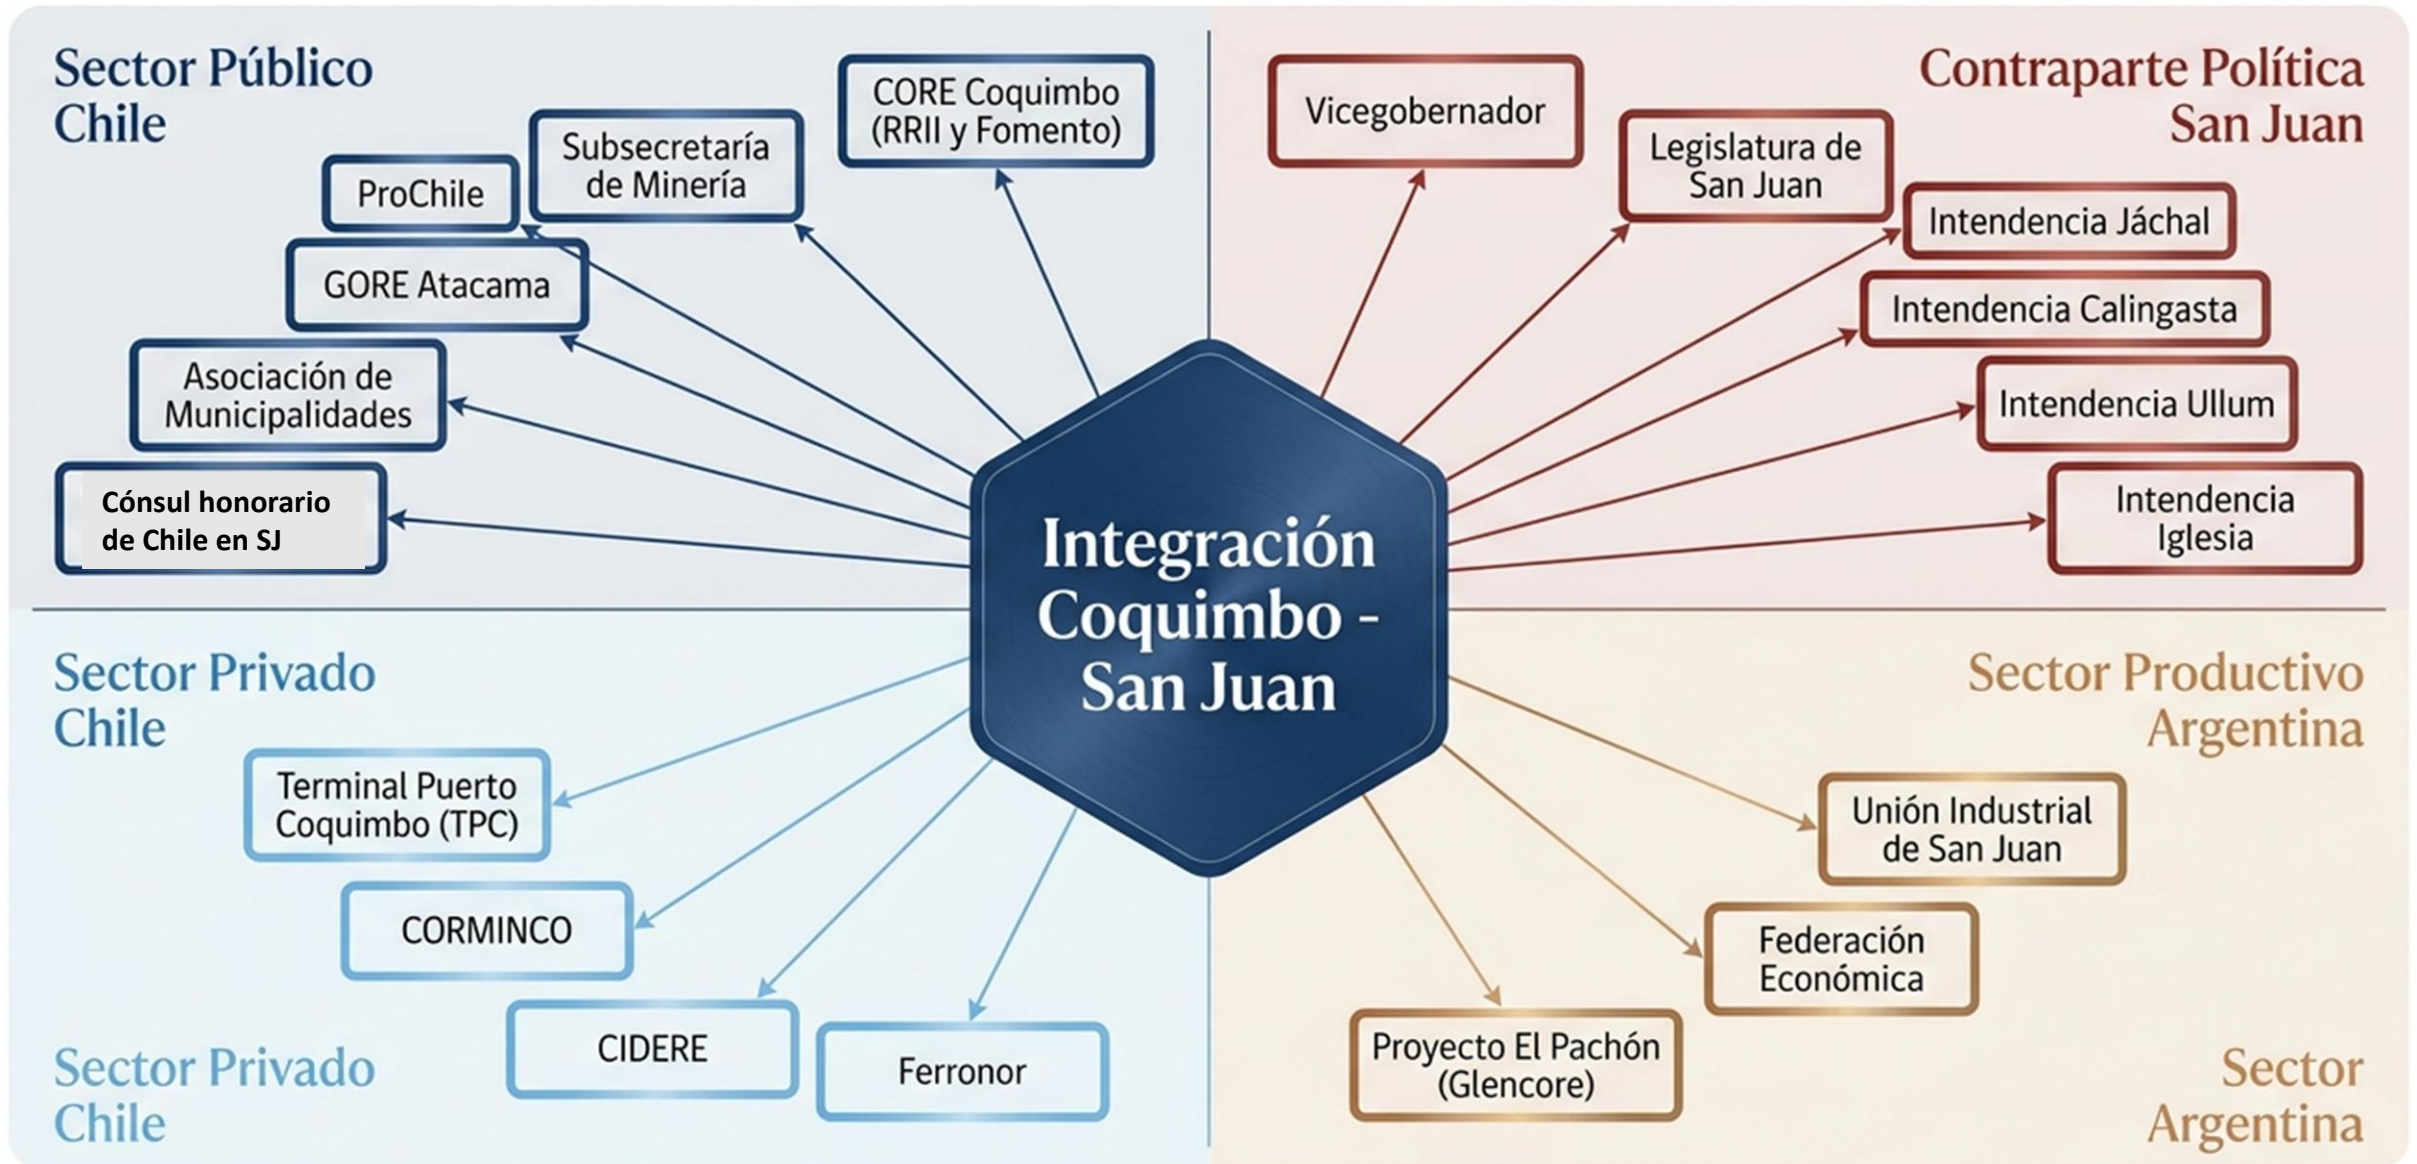 Sector Público
Chile
CORE Coquimbo
(RRII y Fomento)
Subsecretaría
de Minería
ProChile
GORE Atacama
Asociación de
Municipalidades
Cónsul honorario
de Chile en SJ
Contraparte Política
San Juan
Vicegobernador
Legislatura de
San Juan
Intendencia Jáchal
Intendencia Calingasta
Intendencia Ullum
Intendencia
Iglesia
Integración
Coquimbo -
San Juan
Sector Privado
Chile
Terminal Puerto
Coquimbo (TPC)
CORMINCO
CIDERE
Ferronor
Sector Privado
Chile
Sector Productivo
Argentina
Unión Industrial
de San Juan
Federación
Económica
Proyecto El Pachón
(Glencore)
Sector
Argentina